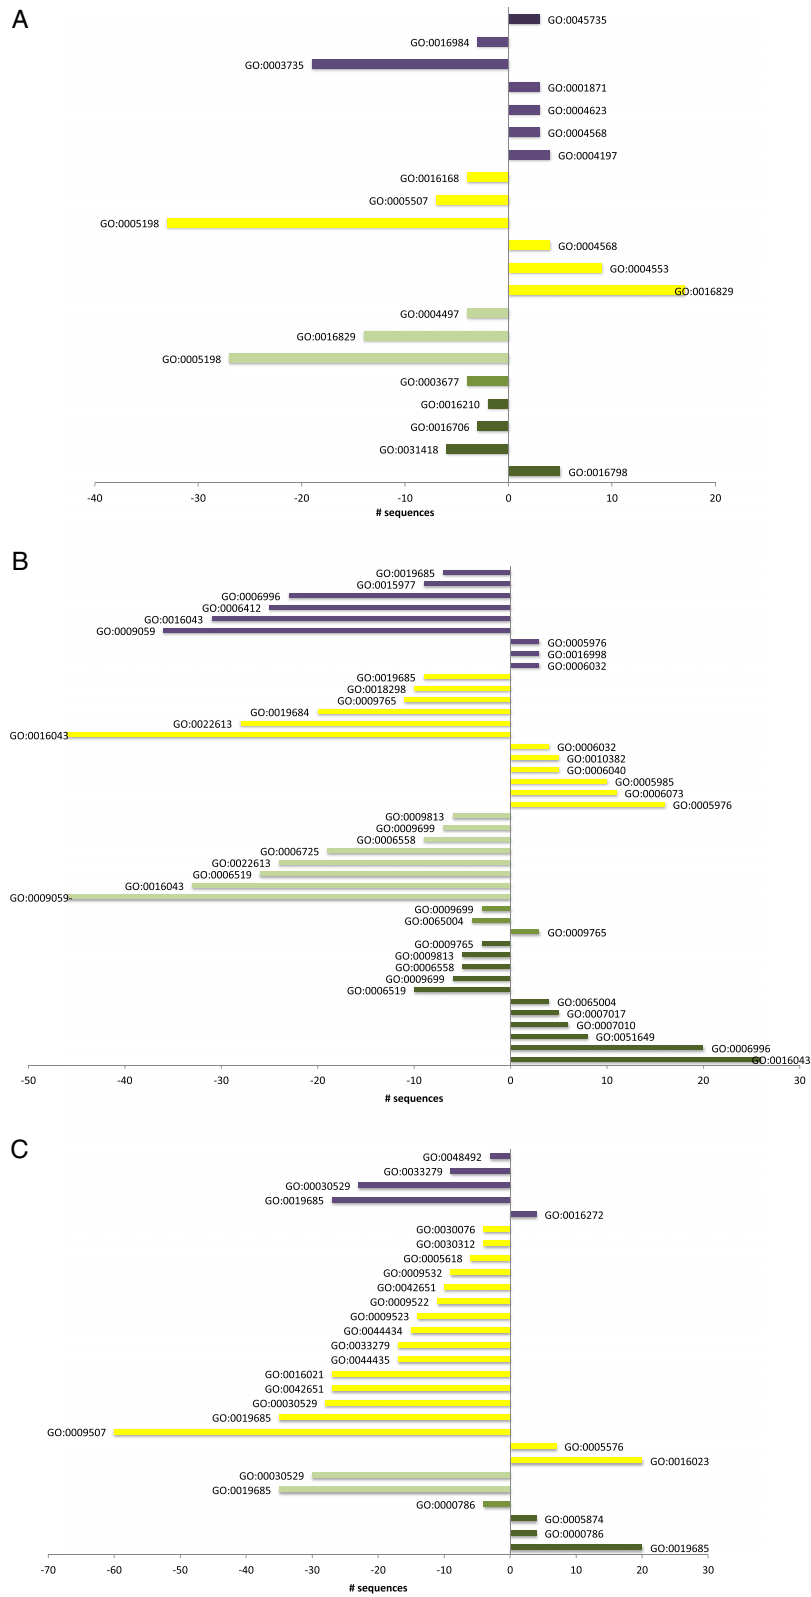 A
GO:0045735
GO:0016984
GO:0003735
GO:0001871
GO:0004623
GO:0004568
GO:0004197
GO:0016168
GO:0005507
GO:0005198
GO:0004568
GO:0004553
GO:0016829
GO:0004497
GO:0016829
GO:0005198
GO:0003677
GO:0016210
GO:0016706
GO:0031418
GO:0016798
-40 -30 -20 -10 0 10 20
# sequences
B
GO:0019685
GO:0015977
GO:0006996
GO:0006412
GO:0016043
GO:0009059
GO:0005976
GO:0016998
GO:0006032
GO:0019685
GO:0018298
GO:0009765
GO:0019684
GO:0022613
GO:0016043
GO:0006032
GO:0010382
GO:0006040
GO:0005985
GO:0006073
GO:0005976
GO:0009813
GO:0009699
GO:0006558
GO:0006725
GO:0022613
GO:0006519
GO:0016043
GO:0009059-
GO:0009699
GO:0065004
GO:0009765
GO:0009765
GO:0009813
GO:0006558
GO:0009699
GO:0006519
GO:0065004
GO:0007017
GO:0007010
GO:0051649
GO:0006996
GO:0016043
-50 -40 -30 -20 -10 0 10 20 30
# sequences
C
GO:0048492
GO:0033279
GO:00030529
GO:0019685
GO:0016272
GO:0030076
GO:0030312
GO:0005618
GO:0009532
GO:0042651
GO:0009522
GO:0009523
GO:0044434
GO:0033279
GO:0044435
GO:0016021
GO:0042651
GO:00030529
GO:0019685
GO:0009507
GO:0005576
GO:0016023
GO:00030529
GO:0019685
GO:0000786
GO:0005874
GO:0000786
GO:0019685
-70 -60 -50 -40 -30 -20 -10 0 10 20 30
# sequences